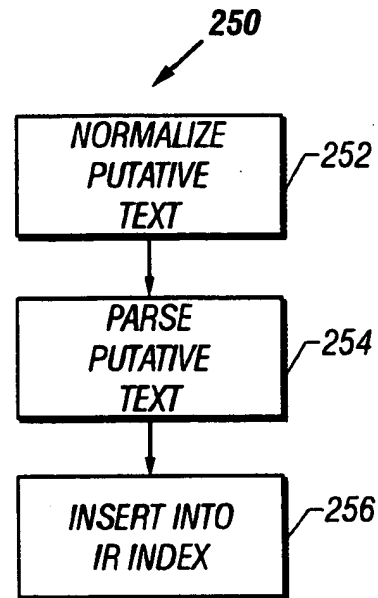 250
NORMALIZE
PUTATIVE
TEXT
252
PARSE
PUTATIVE
TEXT
254
INSERT INTO
IR INDEX
256